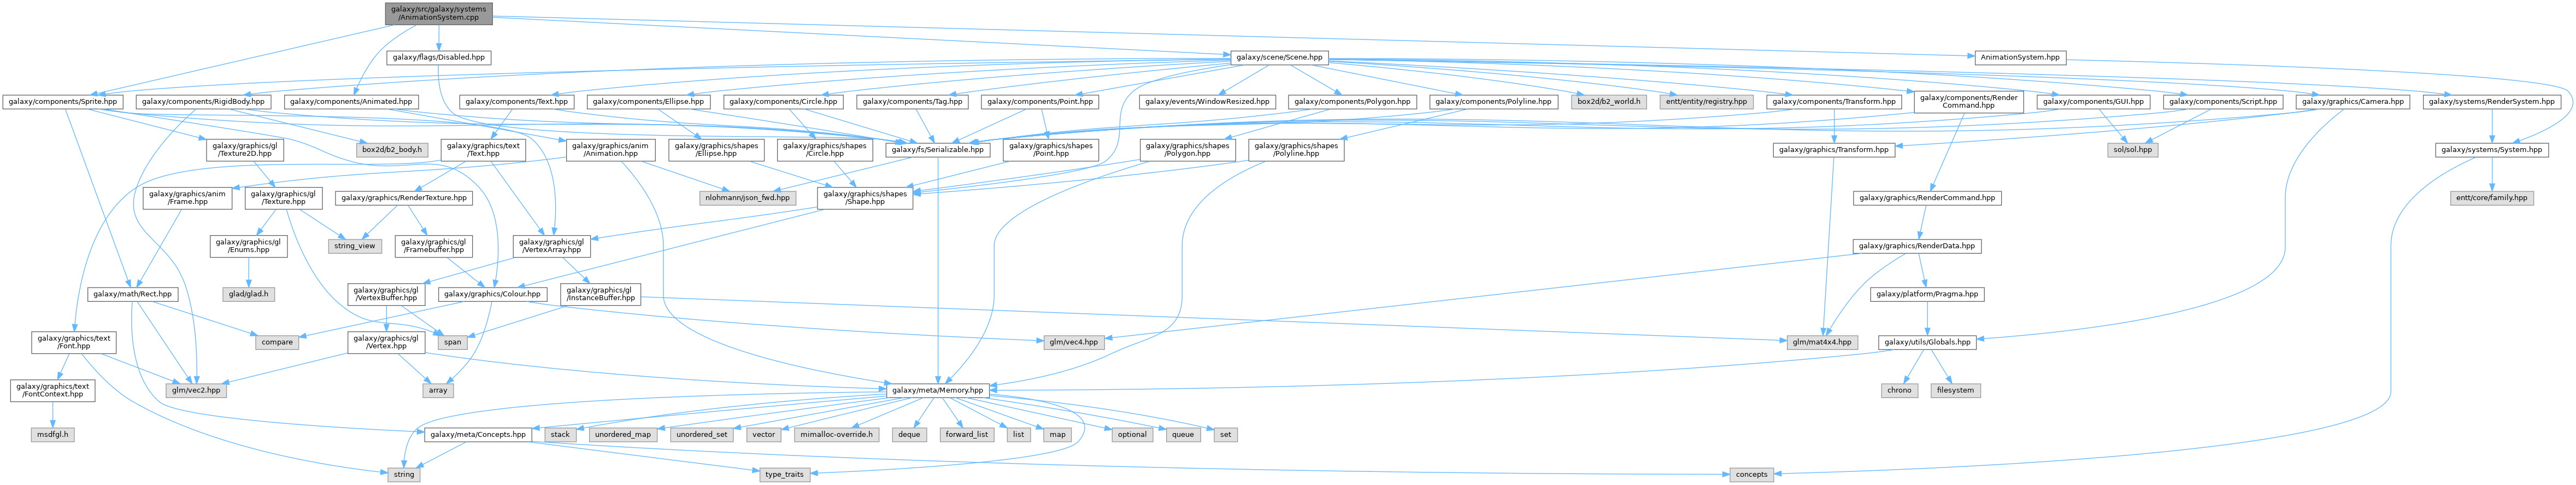 galaxy/src/galaxy/systems
/AnimationSystem.cpp
galaxy/flags/Disabled.hpp
galaxy/scene/Scene.hpp
AnimationSystem.hpp
galaxy/components/Sprite.hpp
galaxy/components/RigidBody.hpp
galaxy/components/Animated.hpp
galaxy/components/Text.hpp
galaxy/components/Ellipse.hpp
galaxy/components/Circle.hpp
galaxy/components/Tag.hpp
galaxy/components/Point.hpp
galaxy/events/WindowResized.hpp
galaxy/components/Polygon.hpp
galaxy/components/Polyline.hpp
box2d/b2_world.h
entt/entity/registry.hpp
galaxy/components/Transform.hpp
galaxy/components/Render
Command.hpp
galaxy/components/GUI.hpp
galaxy/components/Script.hpp
galaxy/graphics/Camera.hpp
galaxy/systems/RenderSystem.hpp
galaxy/graphics/gl
/Texture2D.hpp
box2d/b2_body.h
galaxy/graphics/text
/Text.hpp
galaxy/graphics/anim
/Animation.hpp
galaxy/graphics/shapes
/Ellipse.hpp
galaxy/graphics/shapes
/Circle.hpp
galaxy/fs/Serializable.hpp
galaxy/graphics/shapes
/Point.hpp
galaxy/graphics/shapes
/Polygon.hpp
galaxy/graphics/shapes
/Polyline.hpp
galaxy/graphics/Transform.hpp
sol/sol.hpp
galaxy/systems/System.hpp
galaxy/graphics/anim
/Frame.hpp
galaxy/graphics/gl
/Texture.hpp
galaxy/graphics/RenderTexture.hpp
nlohmann/json_fwd.hpp
galaxy/graphics/shapes
/Shape.hpp
galaxy/graphics/RenderCommand.hpp
entt/core/family.hpp
galaxy/graphics/gl
/Enums.hpp
string_view
galaxy/graphics/gl
/Framebuffer.hpp
galaxy/graphics/gl
/VertexArray.hpp
galaxy/graphics/RenderData.hpp
galaxy/math/Rect.hpp
glad/glad.h
galaxy/graphics/gl
/VertexBuffer.hpp
galaxy/graphics/Colour.hpp
galaxy/graphics/gl
/InstanceBuffer.hpp
galaxy/platform/Pragma.hpp
galaxy/graphics/text
/Font.hpp
compare
galaxy/graphics/gl
/Vertex.hpp
span
glm/vec4.hpp
glm/mat4x4.hpp
galaxy/utils/Globals.hpp
galaxy/graphics/text
/FontContext.hpp
glm/vec2.hpp
array
galaxy/meta/Memory.hpp
chrono
filesystem
msdfgl.h
galaxy/meta/Concepts.hpp
stack
unordered_map
unordered_set
vector
mimalloc-override.h
deque
forward_list
list
map
optional
queue
set
string
type_traits
concepts